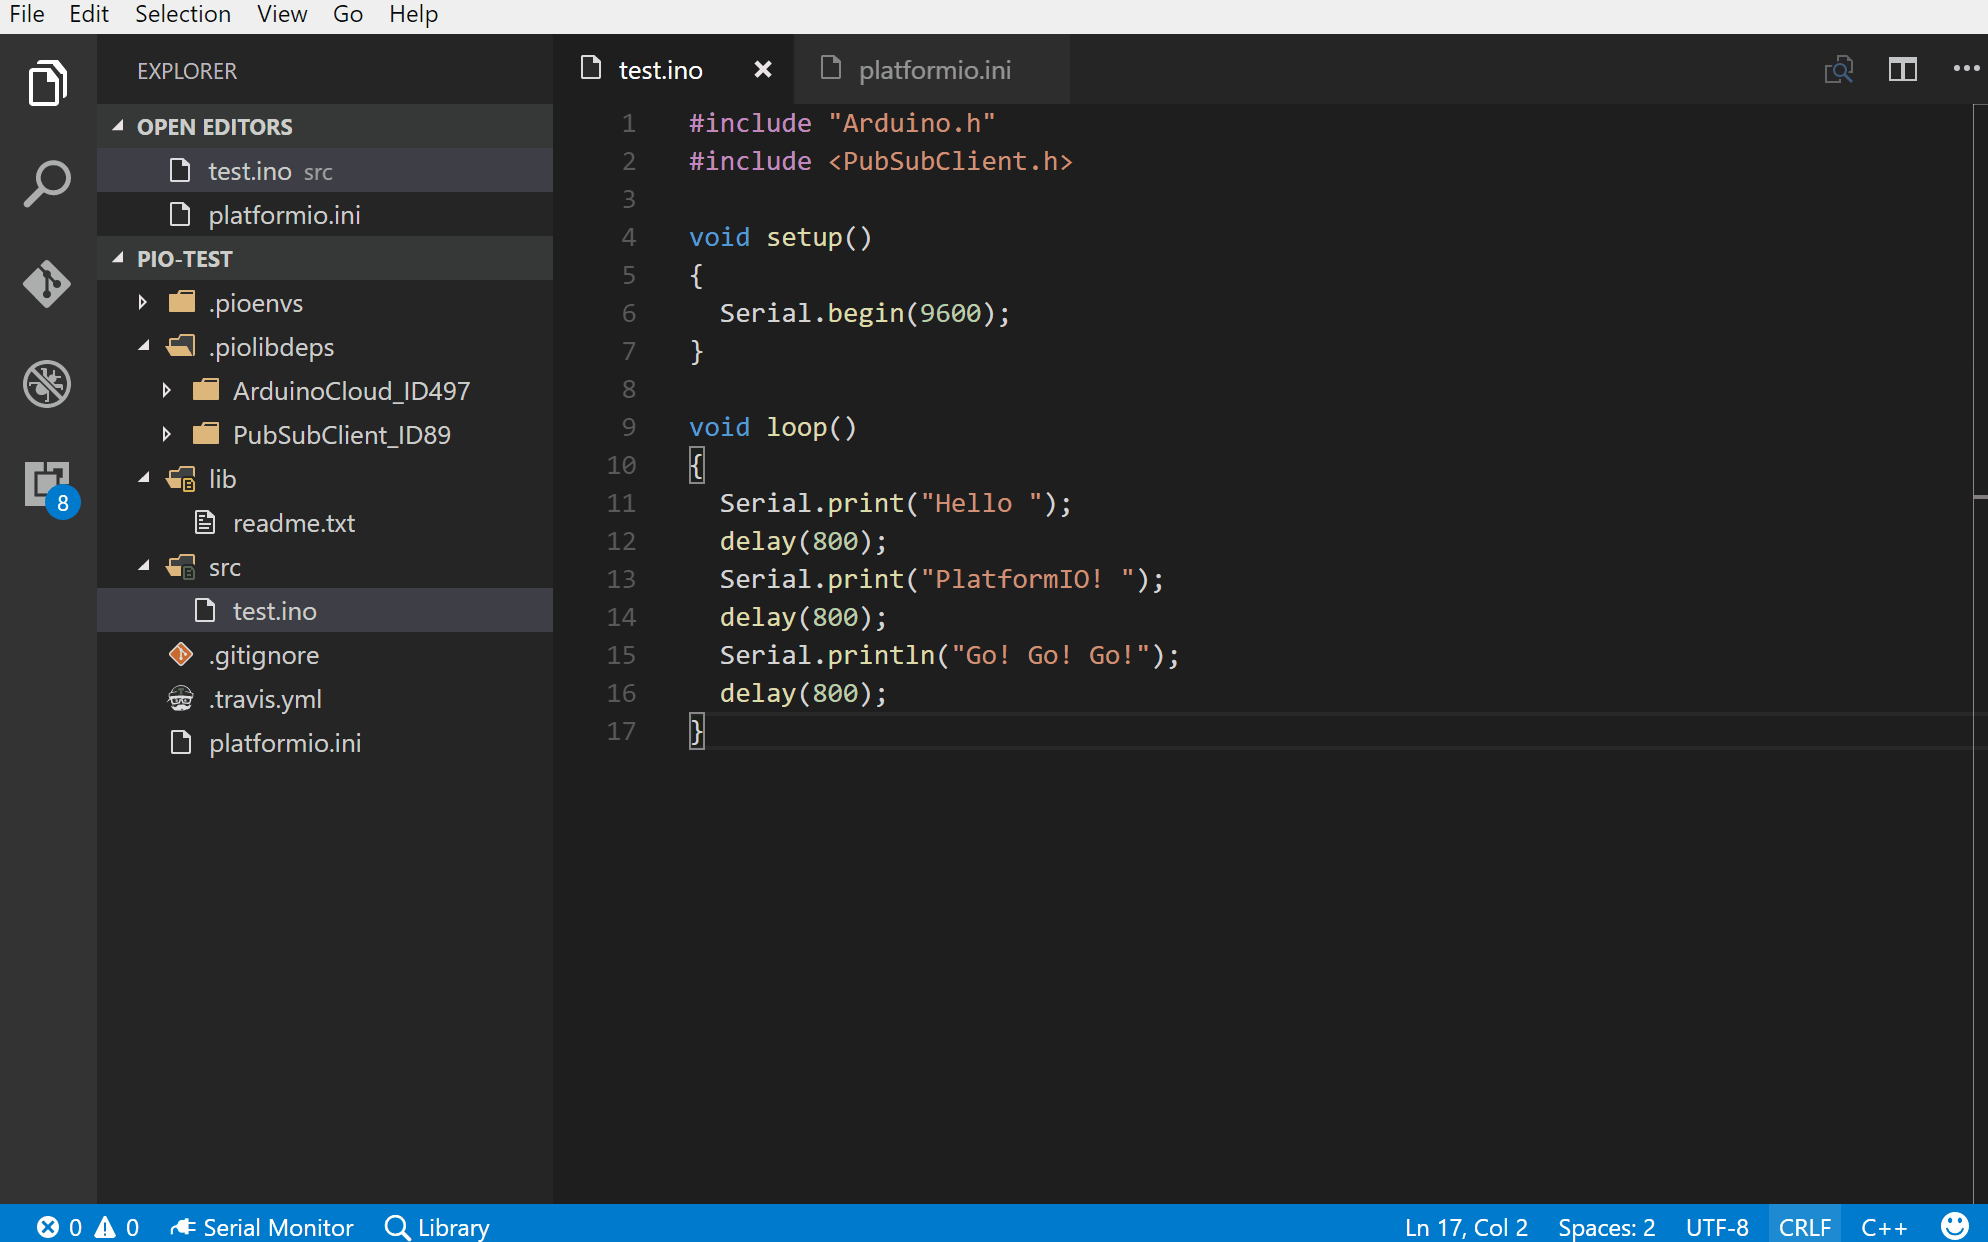 File Edit Selection View Go Help
EXPLORER
OPEN EDITORS
test.ino src
platformio.ini
PIO-TEST
.pioenvs
.piolibdeps
ArduinoCloud_ID497
PubSubClient_ID89
lib
readme.txt
src
test.ino
.gitignore
.travis.yml
platformio.ini
8
test.ino platformio.ini
1 #include "Arduino.h"
2 #include <PubSubClient.h>
3
4 void setup()
5 {
6   Serial.begin(9600);
7 }
8
9 void loop()
10 {
11   Serial.print("Hello ");
12   delay(800);
13   Serial.print("PlatformIO! ");
14   delay(800);
15   Serial.println("Go! Go! Go!");
16   delay(800);
17 }
0 0 Serial Monitor Library Ln 17, Col 2 Spaces: 2 UTF-8 CRLF C++